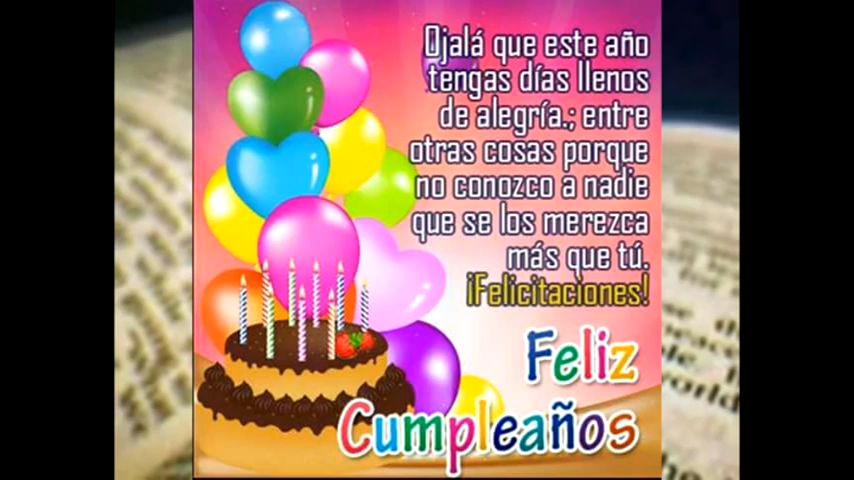 Ojalá que este año
tengas días llenos
de alegría.; entre
otras cosas porque
no conozco a nadie
que se los merezca
más que tú.
¡Felicitaciones!
Feliz
Cumpleaños
world